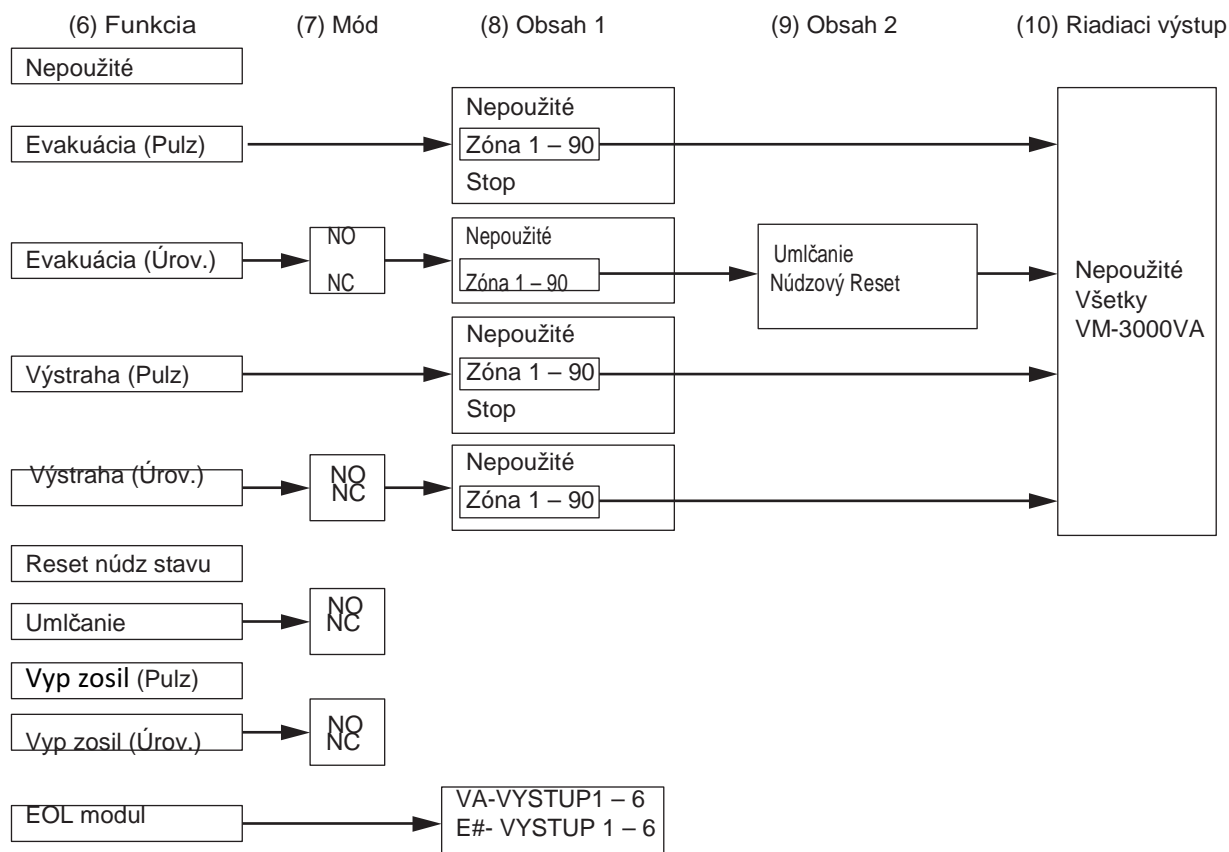 (6) Funkcia (7) Mód (8) Obsah 1 (9) Obsah 2 (10) Riadiaci výstup
Nepoužité
Evakuácia (Pulz)
Nepoužité
Zóna 1 – 90
Stop
Evakuácia (Úrov.)
NO
NC
Nepoužité
Zóna 1 – 90
Umlčanie
Núdzový Reset
Nepoužité
Všetky
VM-3000VA
Výstraha (Pulz)
Nepoužité
Zóna 1 – 90
Stop
Výstraha (Úrov.)
NO
NC
Nepoužité
Zóna 1 – 90
Reset núdz stavu
Umlčanie
NO
NC
Vyp zosil (Pulz)
Vyp zosil (Úrov.)
NO
NC
EOL modul
VA-VYSTUP1 – 6
E#- VYSTUP 1 – 6